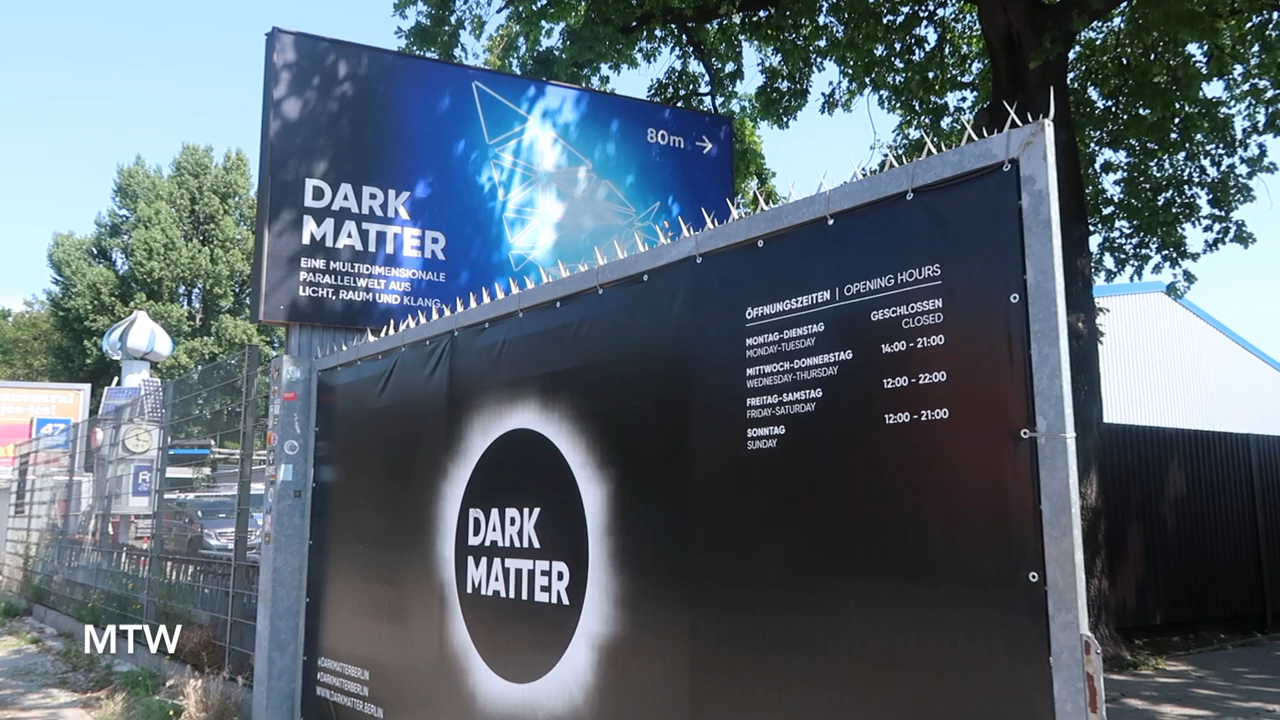 80m →
DARK
MATTER
EINE MULTIDIMENSIONALE
PARALLELWELT AUS
LICHT, RAUM UND KLANG
ÖFFNUNGSZEITEN | OPENING HOURS
MONTAG-DIENSTAG GESCHLOSSEN
MONDAY-TUESDAY CLOSED
MITTWOCH-DONNERSTAG 14:00 - 21:00
WEDNESDAY-THURSDAY
FREITAG-SAMSTAG 12:00 - 22:00
FRIDAY-SATURDAY
SONNTAG 12:00 - 21:00
SUNDAY
DARK
MATTER
@DARKMATTERBERLIN
#DARKMATTERBERLIN
WWW.DARKMATTER.BERLIN
47
MTW